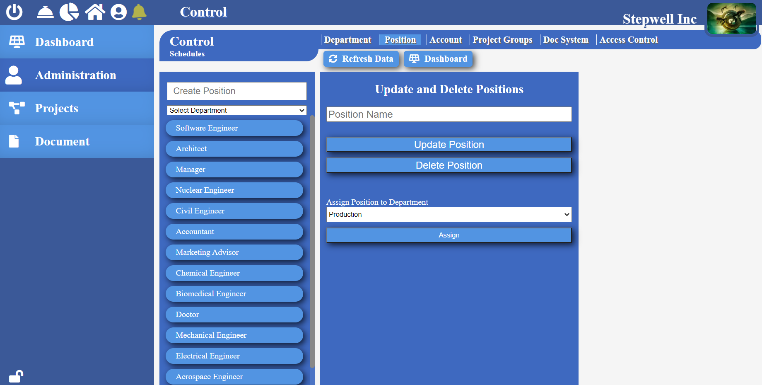 Control
Stepwell Inc
Dashboard
Administration
Projects
Document
Control
Schedules
Department
Position
Account
Project Groups
Doc System
Access Control
Refresh Data
Dashboard
Create Position
Select Department
Software Engineer
Architect
Manager
Nuclear Engineer
Civil Engineer
Accountant
Marketing Advisor
Chemical Engineer
Biomedical Engineer
Doctor
Mechanical Engineer
Electrical Engineer
Aerospace Engineer
Update and Delete Positions
Position Name
Update Position
Delete Position
Assign Position to Department
Production
Assign